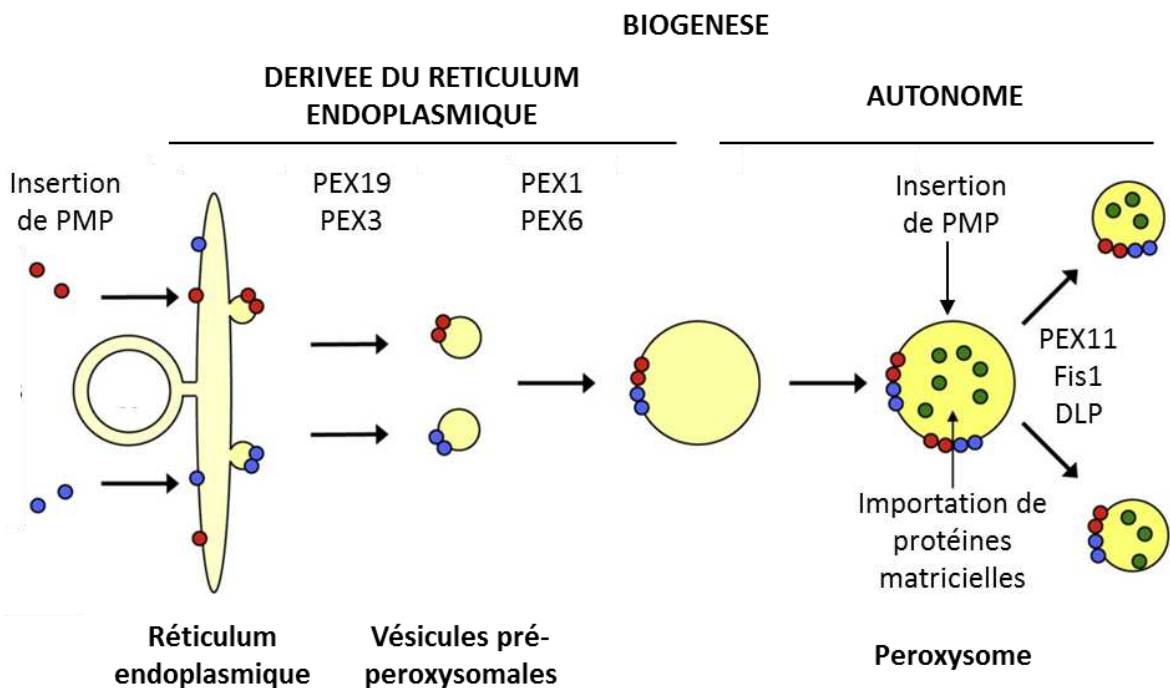 BIOGENESE
DERIVEE DU RETICULUM
ENDOPLASMIQUE
AUTONOME
Insertion
de PMP
PEX19
PEX3
PEX1
PEX6
Insertion
de PMP
PEX11
Fis1
DLP
Importation de
protéines
matricielles
Réticulum
endoplasmique
Vésicules pré-
peroxysomales
Peroxysome